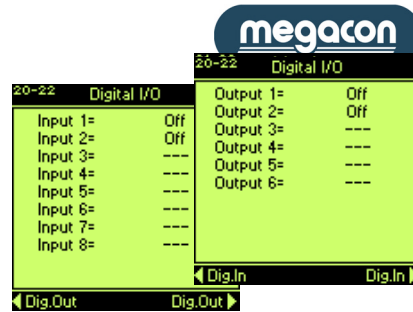 megacon
20-22 Digital I/O
Input 1= Off
Input 2= Off
Input 3= ---
Input 4= ---
Input 5= ---
Input 6= ---
Input 7= ---
Input 8= ---
Dig.Out Dig.Out
20-22 Digital I/O
Output 1= Off
Output 2= Off
Output 3= ---
Output 4= ---
Output 5= ---
Output 6= ---
Dig.In Dig.In